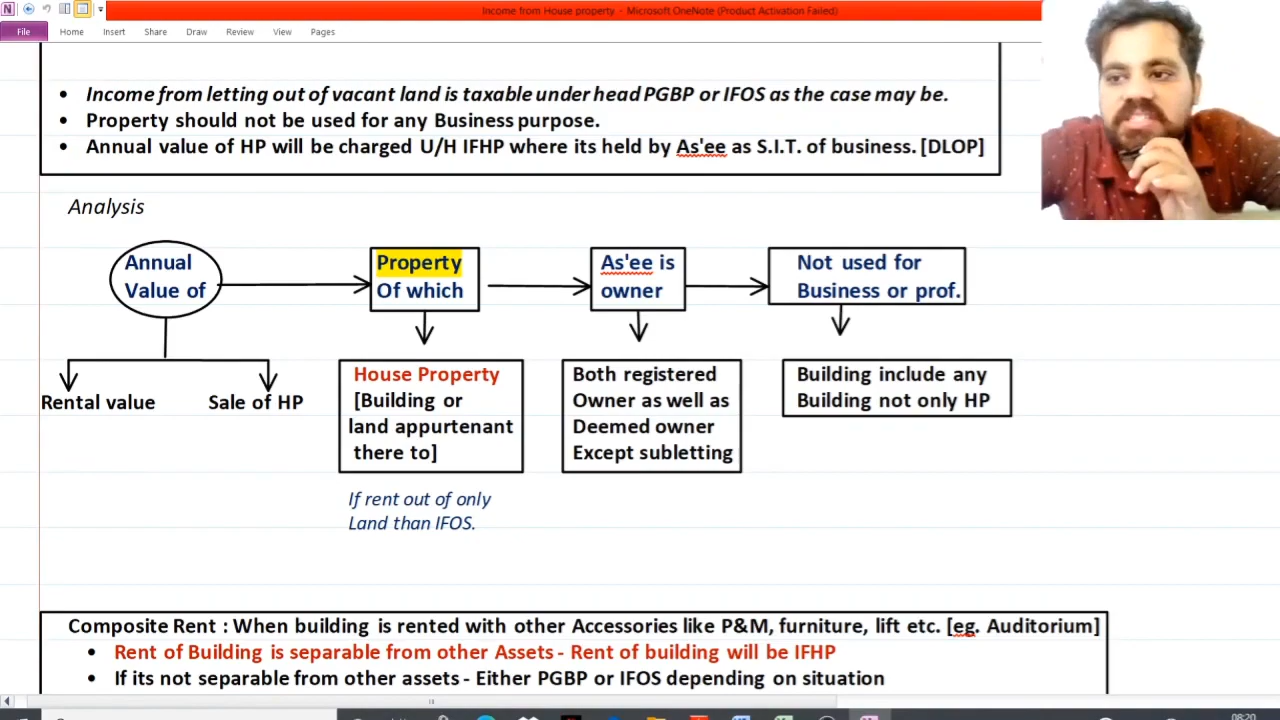 Income from House property - Microsoft OneNote (Product Activation Failed)
File Home Insert Share Draw Review View Pages
• Income from letting out of vacant land is taxable under head PGBP or IFOS as the case may be.
• Property should not be used for any Business purpose.
• Annual value of HP will be charged U/H IFHP where its held by As'ee as S.I.T. of business. [DLOP]
Analysis
Annual
Value of
Property
Of which
As'ee is
owner
Not used for
Business or prof.
Rental value
Sale of HP
House Property
[Building or
land appurtenant
there to]
Both registered
Owner as well as
Deemed owner
Except subletting
Building include any
Building not only HP
If rent out of only
Land than IFOS.
Composite Rent : When building is rented with other Accessories like P&M, furniture, lift etc. [eg. Auditorium]
• Rent of Building is separable from other Assets - Rent of building will be IFHP
• If its not separable from other assets - Either PGBP or IFOS depending on situation
08:20